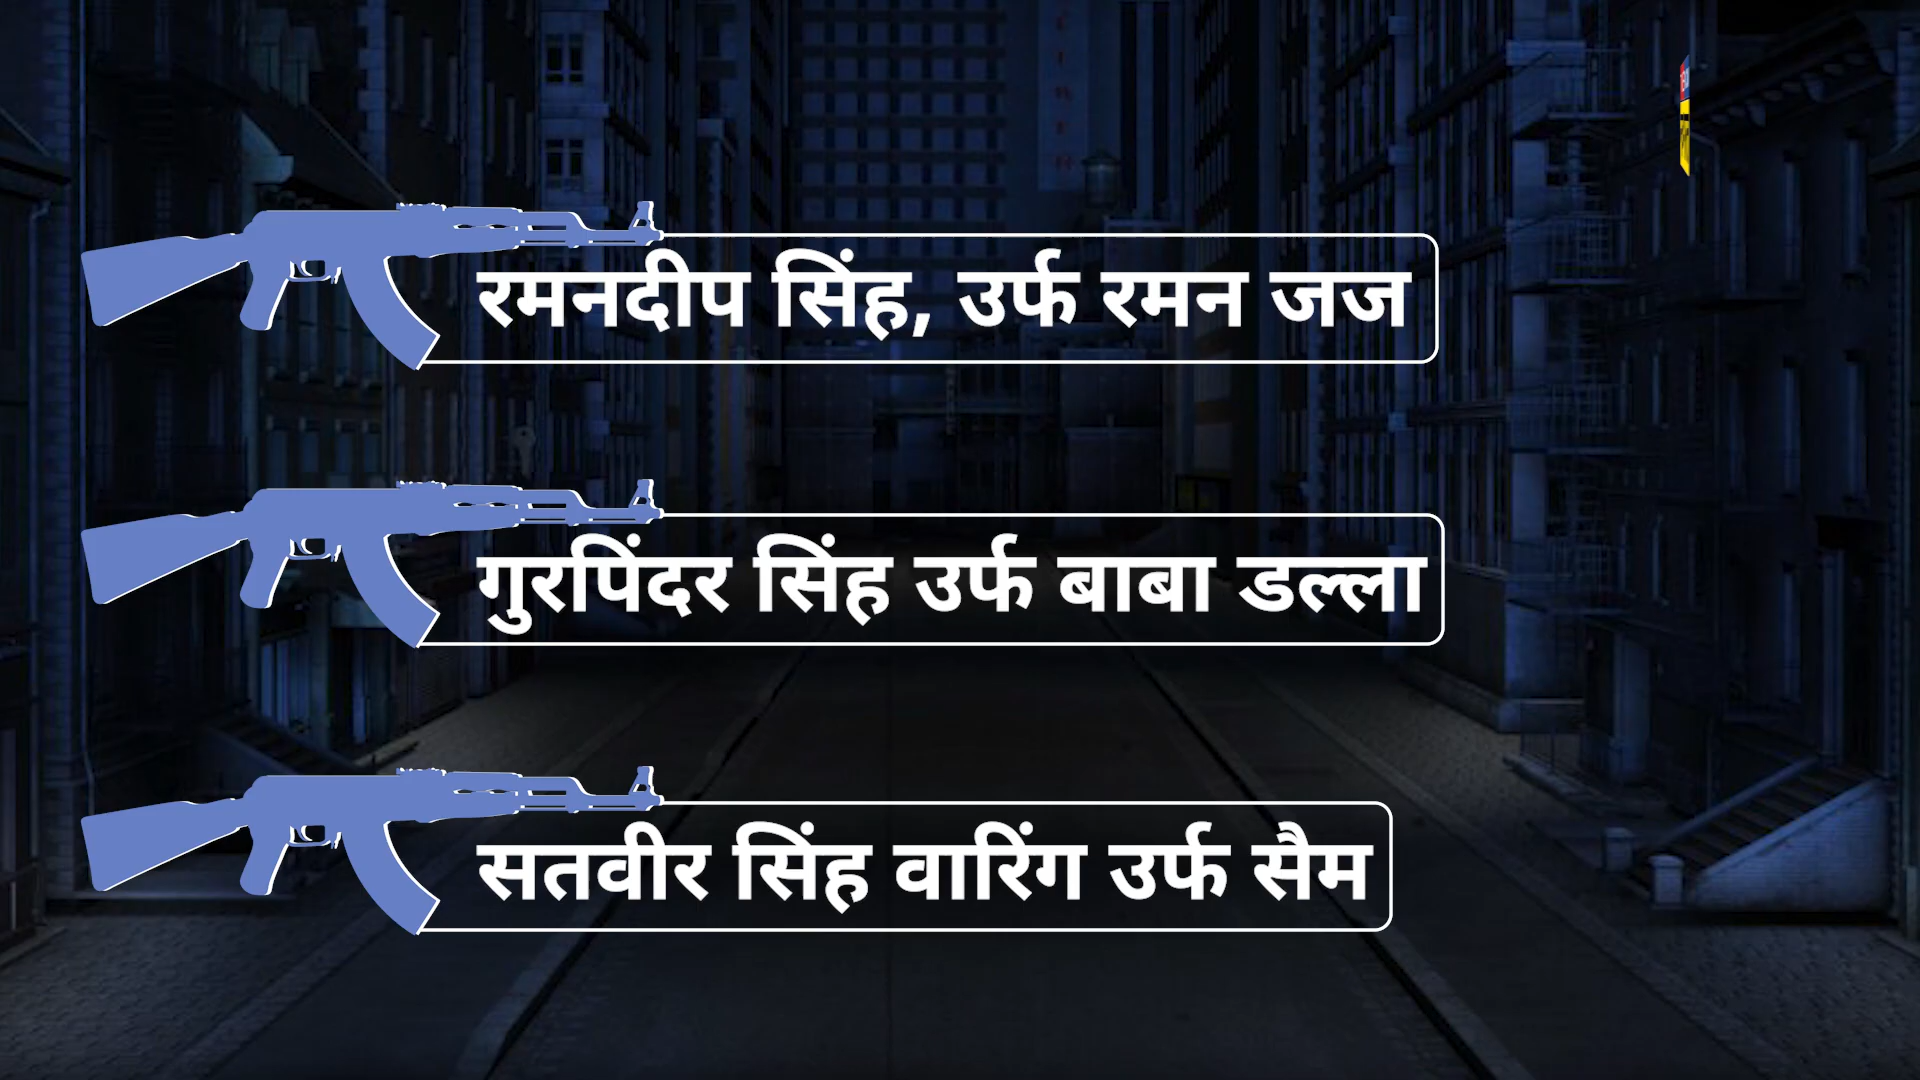 रमनदीप सिंह, उर्फ रमन जज
गुरपिंदर सिंह उर्फ बाबा डल्ला
सतवीर सिंह वारिंग उर्फ सैम